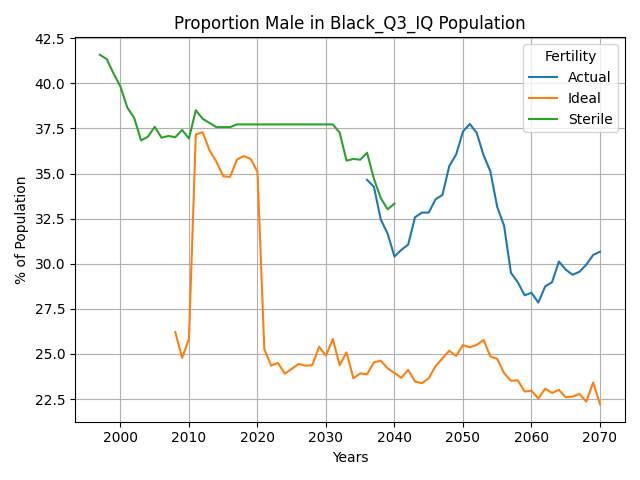 Proportion Male in Black_Q3_IQ Population
42.5
40.0
37.5
35.0
32.5
30.0
27.5
25.0
22.5
% of Population
Fertility
Actual
Ideal
Sterile
2000 2010 2020 2030 2040 2050 2060 2070
Years